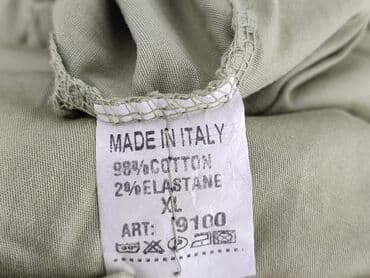 MADE IN ITALY
98%COTTON
2%ELASTANE
XL
ART: 9100